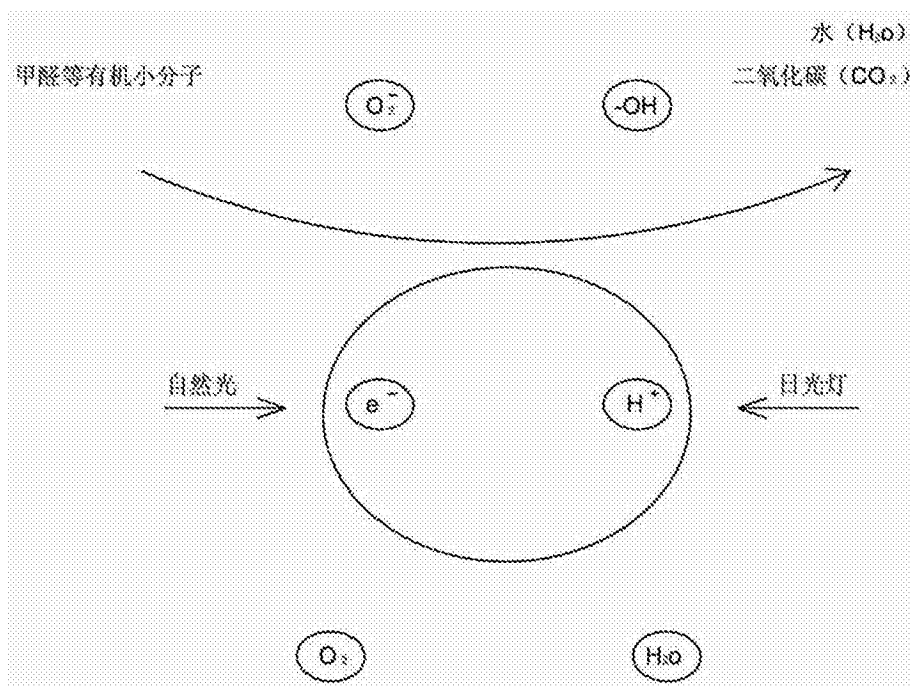 水（H₂o）
甲醛等有机小分子
二氧化碳（CO₂）
O₂⁻
-OH
自然光
日光灯
e⁻
H⁺
O₂
H₂o